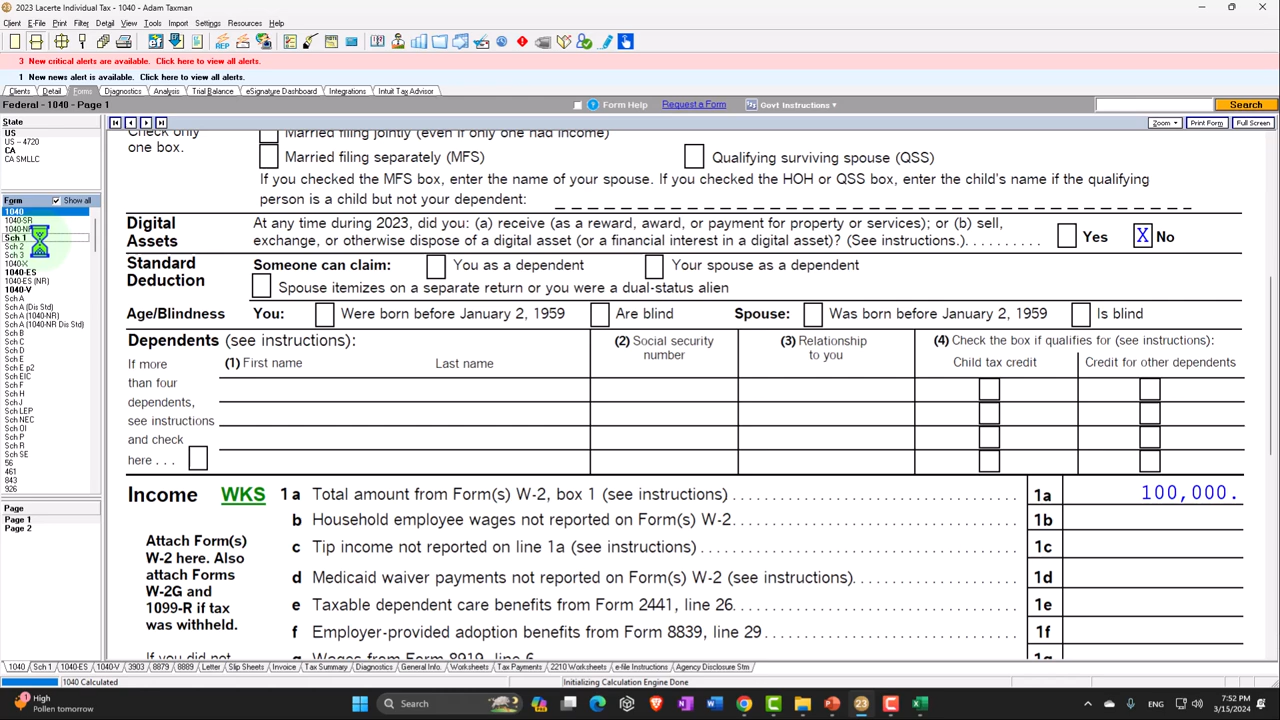 2023 Lacerte Individual Tax - 1040 - Adam Taxman
Client E-File Print Filter Detail View Tools Import Settings Resources Help
3 New critical alerts are available. Click here to view all alerts.
1 New news alert is available. Click here to view all alerts.
Clients Detail Forms Diagnostics Analysis Trial Balance eSignature Dashboard Integrations Intuit Tax Advisor
Federal - 1040 - Page 1 Form Help Request a Form Govt Instructions Search
Zoom Print Form Full Screen
State
US
US - 4720
CA
CA SMLLC
Form Show all
1040
1040-SR
Sch 1
Sch 2
Sch 3
1040-X
1040-ES
1040-ES (NR)
1040-V
Sch A
Sch A (Dis Std)
Sch A (1040-NR)
Sch A (1040-NR Dis Std)
Sch B
Sch C
Sch D
Sch E
Sch E p2
Sch EIC
Sch F
Sch H
Sch J
Sch LEP
Sch NEC
Sch OI
Sch P
Sch R
Sch SE
56
461
843
926
Page
Page 1
Page 2
Check only
one box.
Married filing jointly (even if only one had income)
Married filing separately (MFS) Qualifying surviving spouse (QSS)
If you checked the MFS box, enter the name of your spouse. If you checked the HOH or QSS box, enter the child's name if the qualifying
person is a child but not your dependent:
Digital
Assets
At any time during 2023, did you: (a) receive (as a reward, award, or payment for property or services); or (b) sell,
exchange, or otherwise dispose of a digital asset (or a financial interest in a digital asset)? (See instructions.) Yes X No
Standard
Deduction
Someone can claim: You as a dependent Your spouse as a dependent
Spouse itemizes on a separate return or you were a dual-status alien
Age/Blindness You: Were born before January 2, 1959 Are blind Spouse: Was born before January 2, 1959 Is blind
Dependents (see instructions):
(2) Social security
number
(3) Relationship
to you
(4) Check the box if qualifies for (see instructions):
(1) First name Last name Child tax credit Credit for other dependents
If more
than four
dependents,
see instructions
and check
here . . .
Income WKS 1a Total amount from Form(s) W-2, box 1 (see instructions) 1a 100,000.
b Household employee wages not reported on Form(s) W-2 1b
c Tip income not reported on line 1a (see instructions) 1c
d Medicaid waiver payments not reported on Form(s) W-2 (see instructions) 1d
e Taxable dependent care benefits from Form 2441, line 26 1e
f Employer-provided adoption benefits from Form 8839, line 29 1f
g Wages from Form 8919, line 6 1g
Attach Form(s)
W-2 here. Also
attach Forms
W-2G and
1099-R if tax
was withheld.
If you did not
1040 Sch 1 1040-ES 1040-V 3903 8879 8889 Letter Slip Sheets Invoice Tax Summary Diagnostics General Info. Worksheets Tax Payments 2210 Worksheets e-file Instructions Agency Disclosure Stm
1040 Calculated Initializing Calculation Engine Done
High
Pollen tomorrow
Search
ENG
7:52 PM
3/15/2024